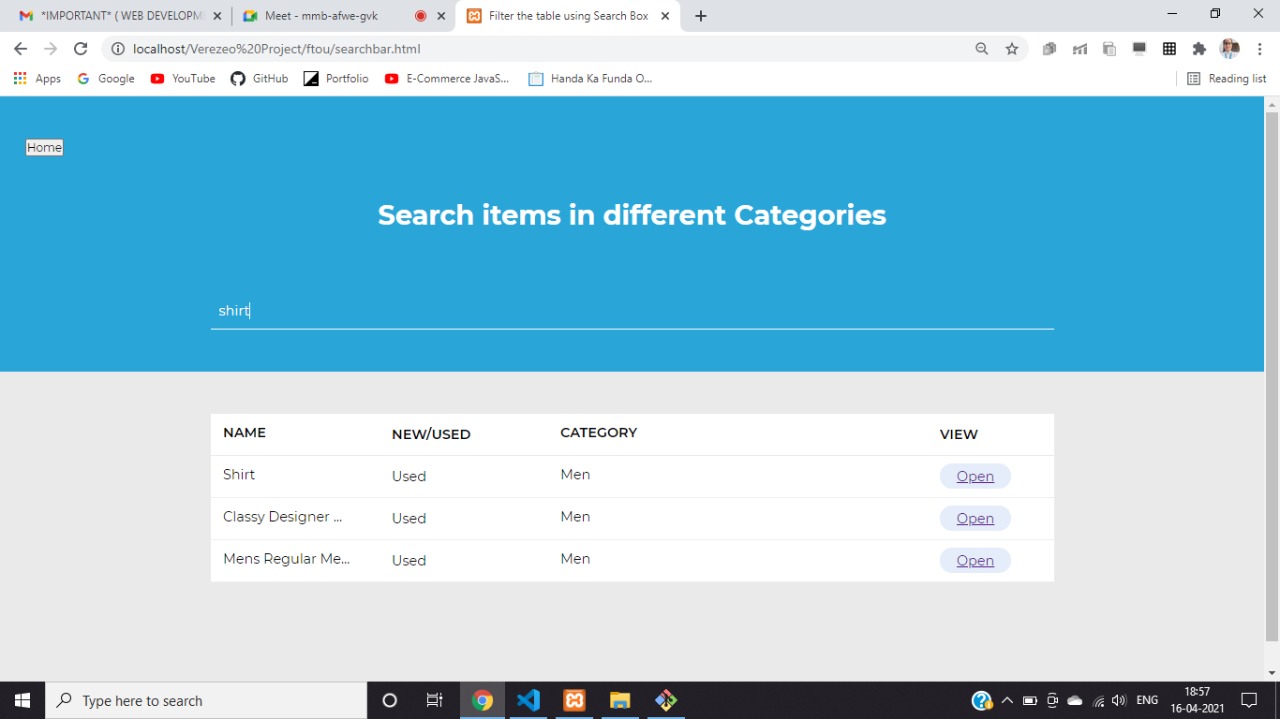 *IMPORTANT* ( WEB DEVELOPME
Meet - mmb-afwe-gvk
Filter the table using Search Box
localhost/Verezeo%20Project/ftou/searchbar.html
Apps
Google
YouTube
GitHub
Portfolio
E-Commerce JavaS...
Handa Ka Funda O...
Reading list
Home
Search items in different Categories
shirt
NAME NEW/USED CATEGORY VIEW
Shirt Used Men Open
Classy Designer ... Used Men Open
Mens Regular Me... Used Men Open
Type here to search
ENG
18:57
16-04-2021